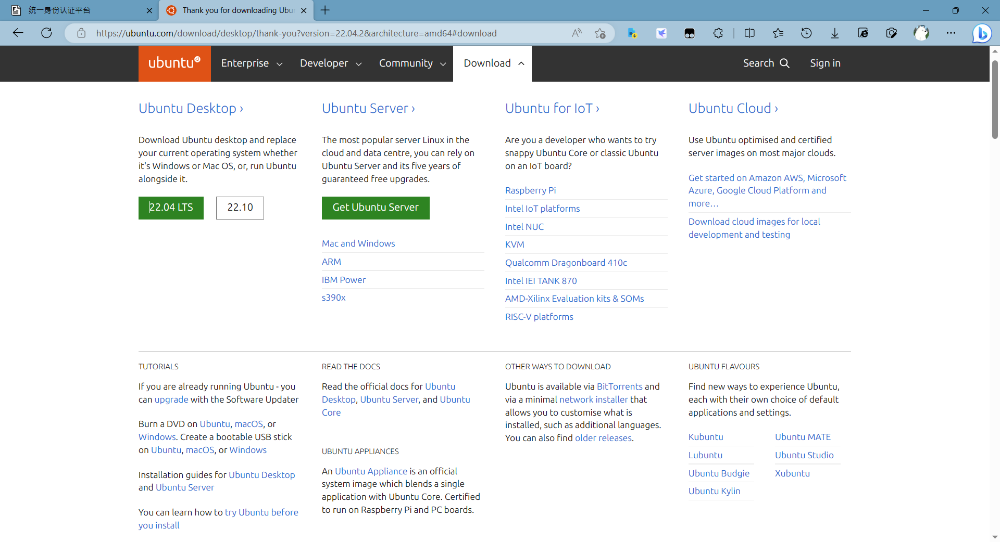 统一身份认证平台
Thank you for downloading Ubu
https://ubuntu.com/download/desktop/thank-you?version=22.04.2&architecture=amd64#download
ubuntu
Enterprise
Developer
Community
Download
Search
Sign in
Ubuntu Desktop ›
Download Ubuntu desktop and replace
your current operating system whether
it's Windows or Mac OS, or, run Ubuntu
alongside it.
22.04 LTS
22.10
Ubuntu Server ›
The most popular server Linux in the
cloud and data centre, you can rely on
Ubuntu Server and its five years of
guaranteed free upgrades.
Get Ubuntu Server
Mac and Windows
ARM
IBM Power
s390x
Ubuntu for IoT ›
Are you a developer who wants to try
snappy Ubuntu Core or classic Ubuntu
on an IoT board?
Raspberry Pi
Intel IoT platforms
Intel NUC
KVM
Qualcomm Dragonboard 410c
Intel IEI TANK 870
AMD-Xilinx Evaluation kits & SOMs
RISC-V platforms
Ubuntu Cloud ›
Use Ubuntu optimised and certified
server images on most major clouds.
Get started on Amazon AWS, Microsoft
Azure, Google Cloud Platform and
more…
Download cloud images for local
development and testing
TUTORIALS
If you are already running Ubuntu - you
can upgrade with the Software Updater
Burn a DVD on Ubuntu, macOS, or
Windows. Create a bootable USB stick
on Ubuntu, macOS, or Windows
Installation guides for Ubuntu Desktop
and Ubuntu Server
You can learn how to try Ubuntu before
you install
READ THE DOCS
Read the official docs for Ubuntu
Desktop, Ubuntu Server, and Ubuntu
Core
UBUNTU APPLIANCES
An Ubuntu Appliance is an official
system image which blends a single
application with Ubuntu Core. Certified
to run on Raspberry Pi and PC boards.
OTHER WAYS TO DOWNLOAD
Ubuntu is available via BitTorrents and
via a minimal network installer that
allows you to customise what is
installed, such as additional languages.
You can also find older releases.
UBUNTU FLAVOURS
Find new ways to experience Ubuntu,
each with their own choice of default
applications and settings.
Kubuntu
Lubuntu
Ubuntu Budgie
Ubuntu Kylin
Ubuntu MATE
Ubuntu Studio
Xubuntu